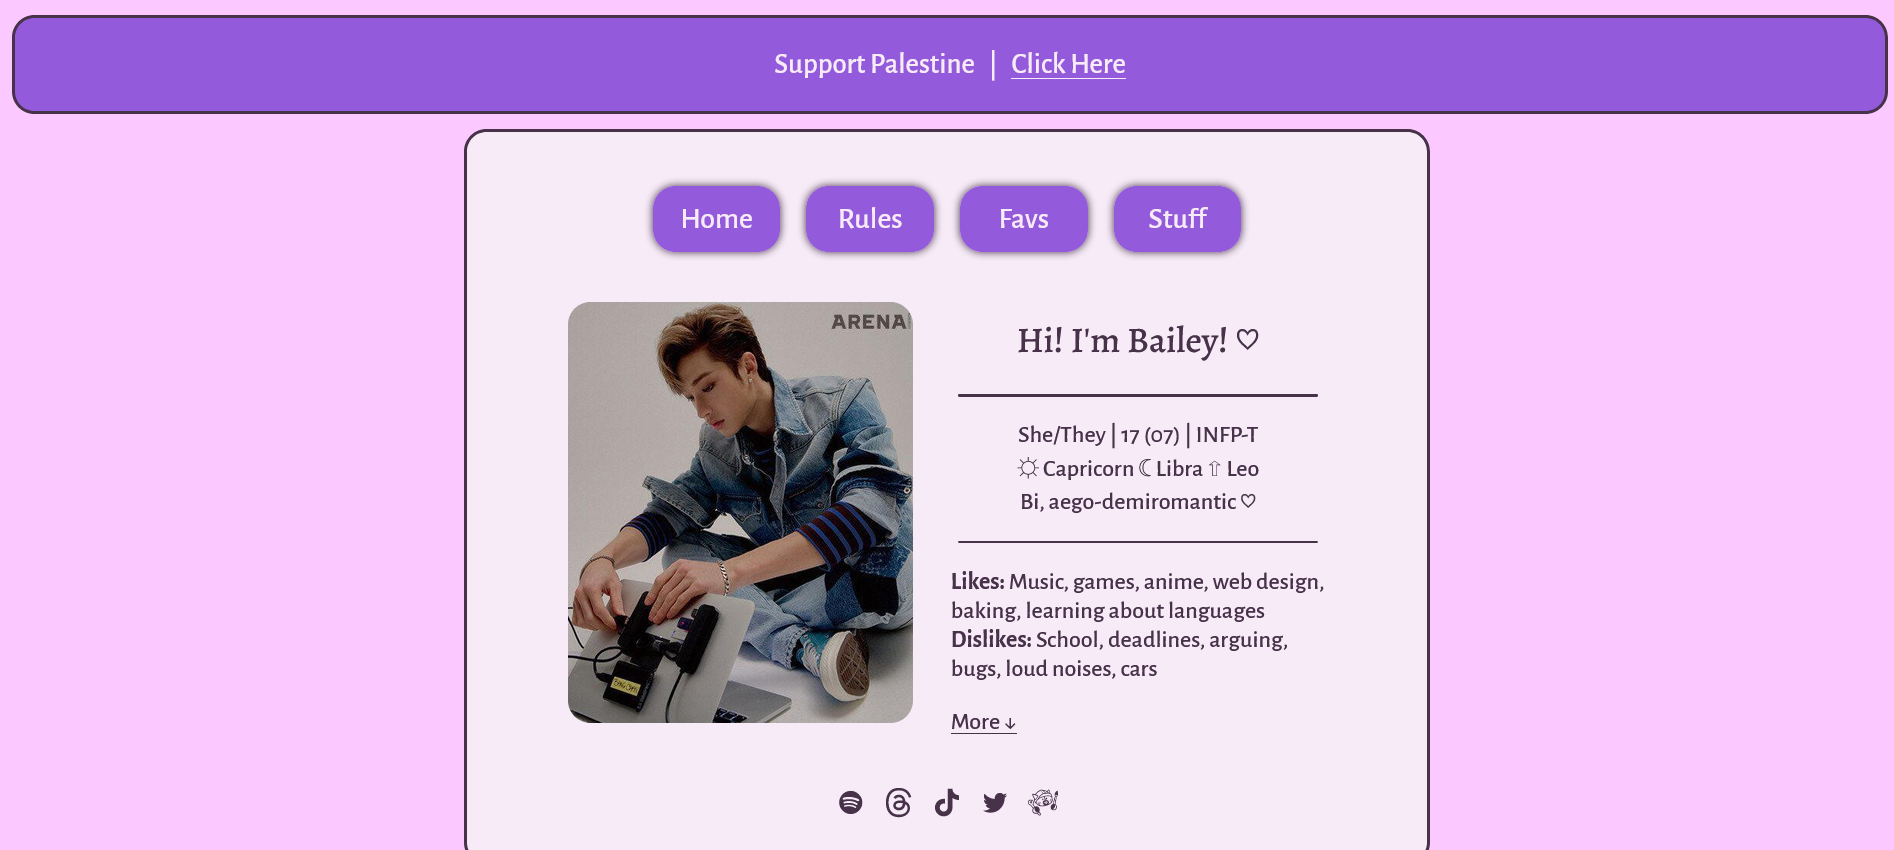 Support Palestine | Click Here
Home Rules Favs Stuff
ARENA
Hi! I'm Bailey! ♡
She/They | 17 (07) | INFP-T
☼ Capricorn ☾ Libra ⇧ Leo
Bi, aego-demiromantic ♡
Likes: Music, games, anime, web design,
baking, learning about languages
Dislikes: School, deadlines, arguing,
bugs, loud noises, cars
More ↓